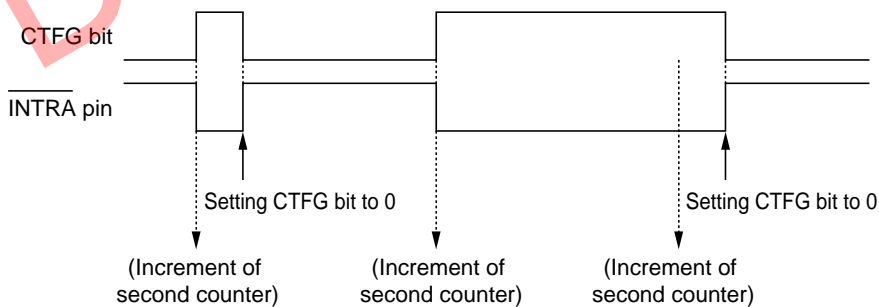 CTFG bit
INTRA pin
Setting CTFG bit to 0
Setting CTFG bit to 0
(Increment of
second counter)
(Increment of
second counter)
(Increment of
second counter)